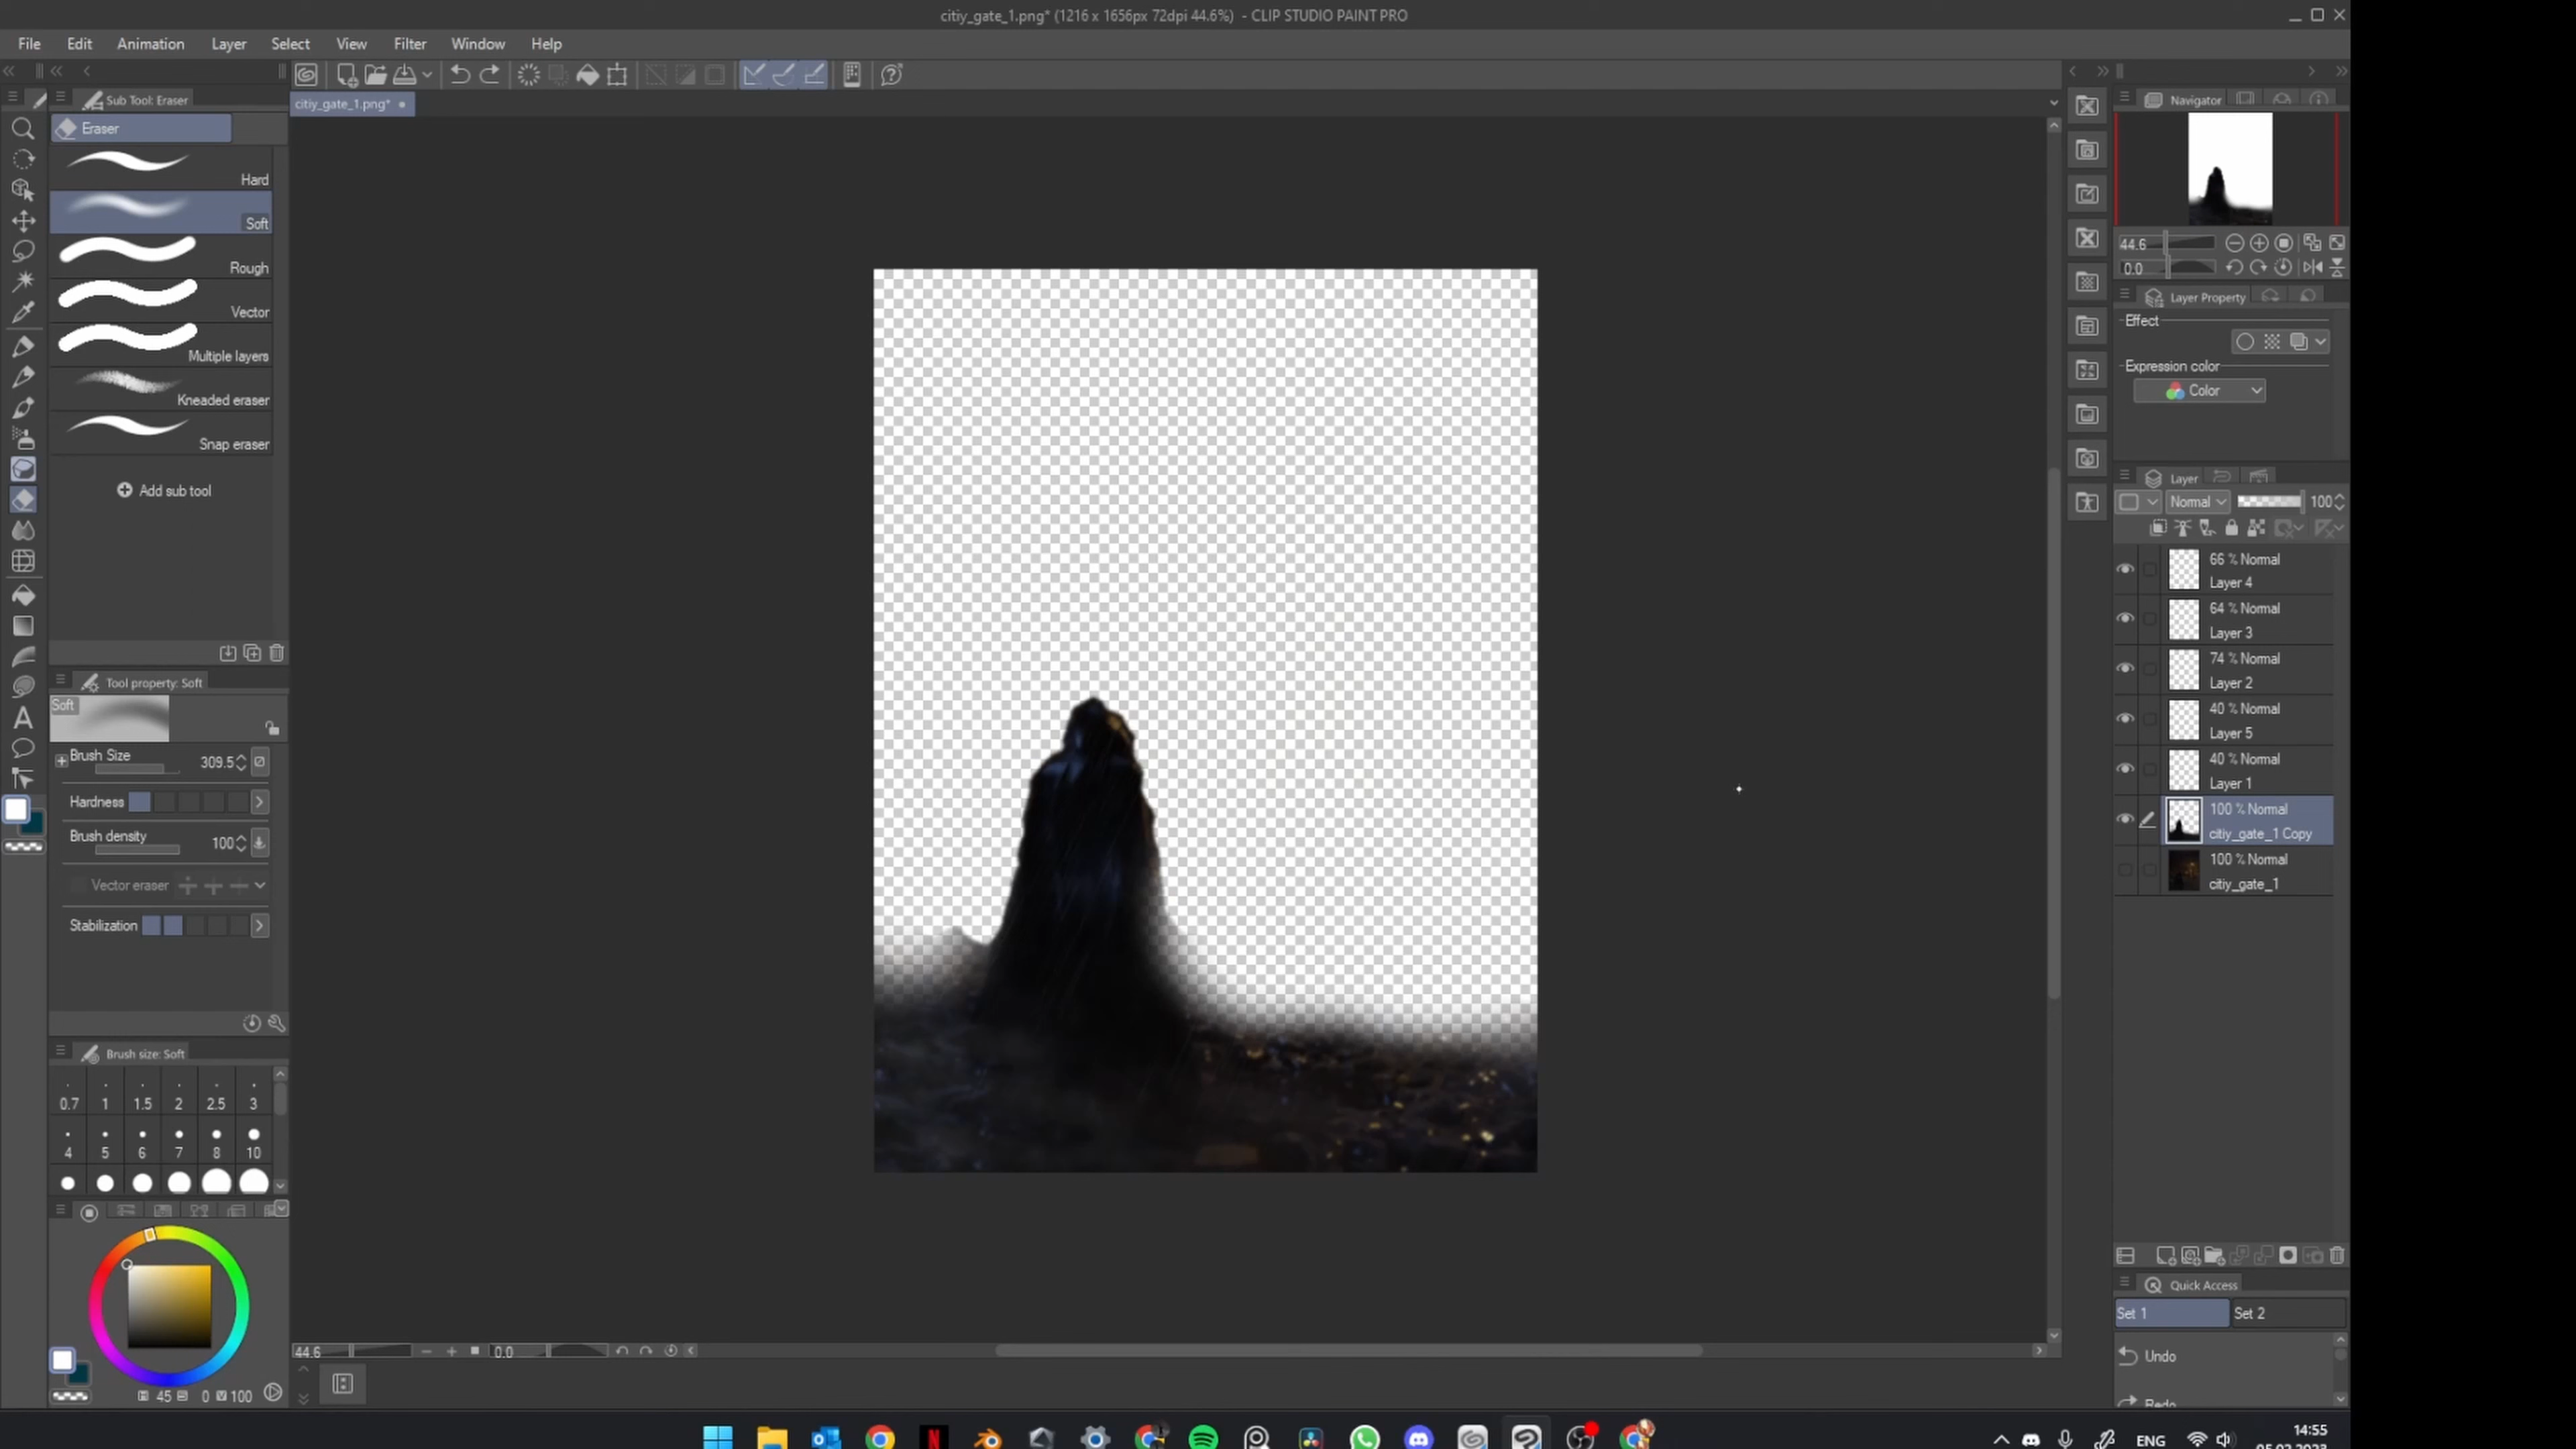 citiy_gate_1.png* (1216 x 1656px 72dpi 44.6%) - CLIP STUDIO PAINT PRO
File Edit Animation Layer Select View Filter Window Help
Sub Tool: Eraser
citiy_gate_1.png*
Navigator
Eraser
Hard
Soft
Rough
Vector
Multiple layers
Kneaded eraser
Snap eraser
Add sub tool
44.6
0.0
Layer Property
Effect
Expression color
Color
Layer
Normal 100
66 % Normal
Layer 4
64 % Normal
Layer 3
74 % Normal
Layer 2
40 % Normal
Layer 5
40 % Normal
Layer 1
100 % Normal
citiy_gate_1 Copy
100 % Normal
citiy_gate_1
Tool property: Soft
Soft
Brush Size 309.5
Hardness
Brush density 100
Vector eraser
Stabilization
Brush size: Soft
0.7 1 1.5 2 2.5 3
4 5 6 7 8 10
45 0 100
44.6 0.0
Quick Access
Set 1 Set 2
Undo
Redo
ENG
14:55